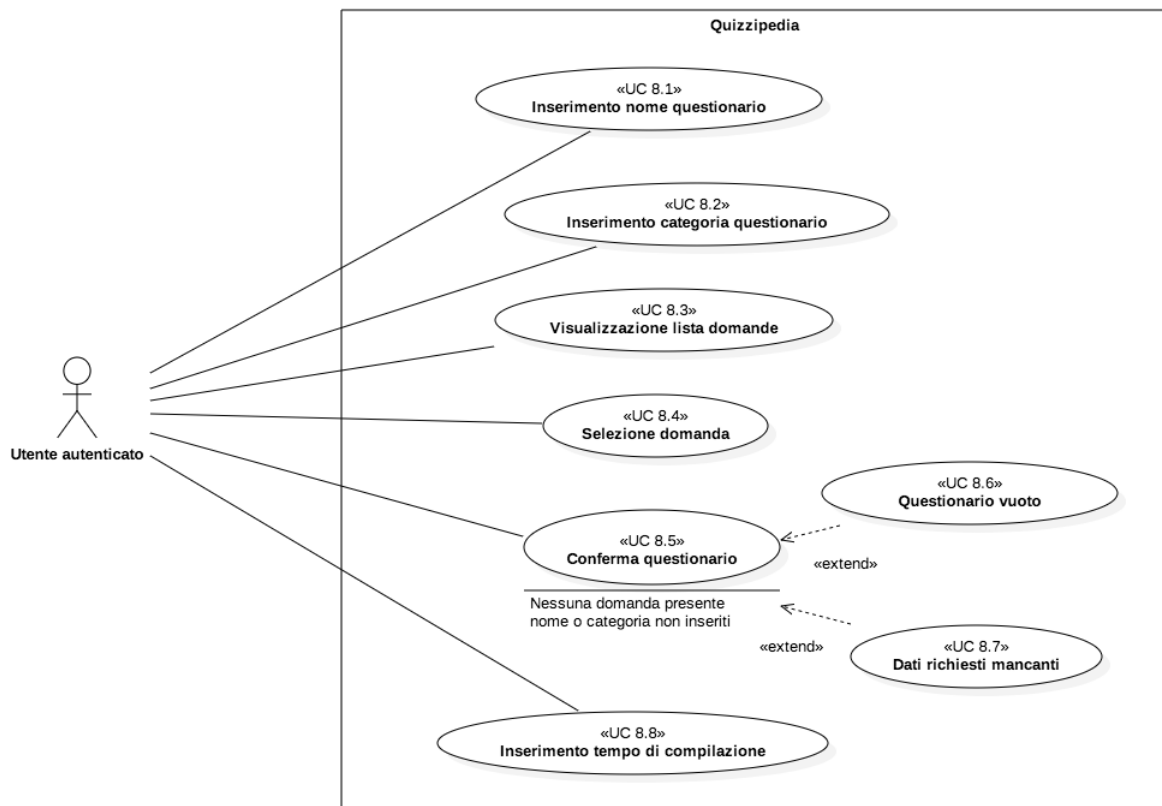 Quizzipedia
«UC 8.1»
Inserimento nome questionario
«UC 8.2»
Inserimento categoria questionario
«UC 8.3»
Visualizzazione lista domande
«UC 8.4»
Selezione domanda
Utente autenticato
«UC 8.6»
Questionario vuoto
«UC 8.5»
Conferma questionario
«extend»
Nessuna domanda presente
nome o categoria non inseriti
«extend»
«UC 8.7»
Dati richiesti mancanti
«UC 8.8»
Inserimento tempo di compilazione